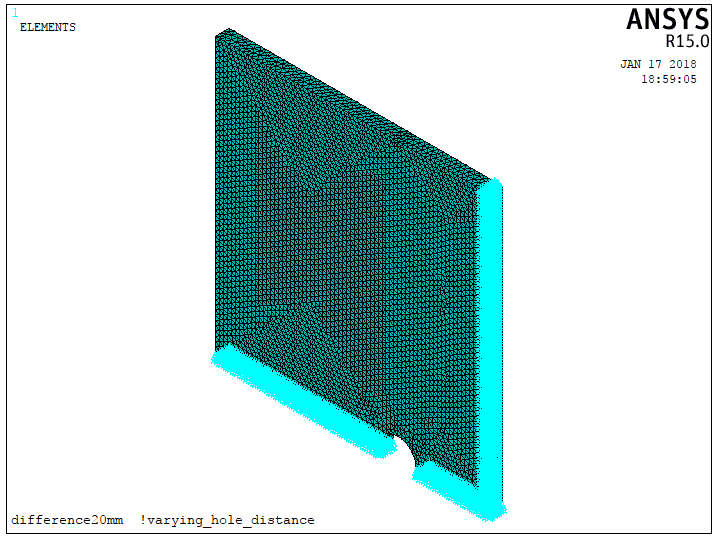 1
ELEMENTS
ANSYS
R15.0
JAN 17 2018
18:59:05
difference20mm !varying_hole_distance